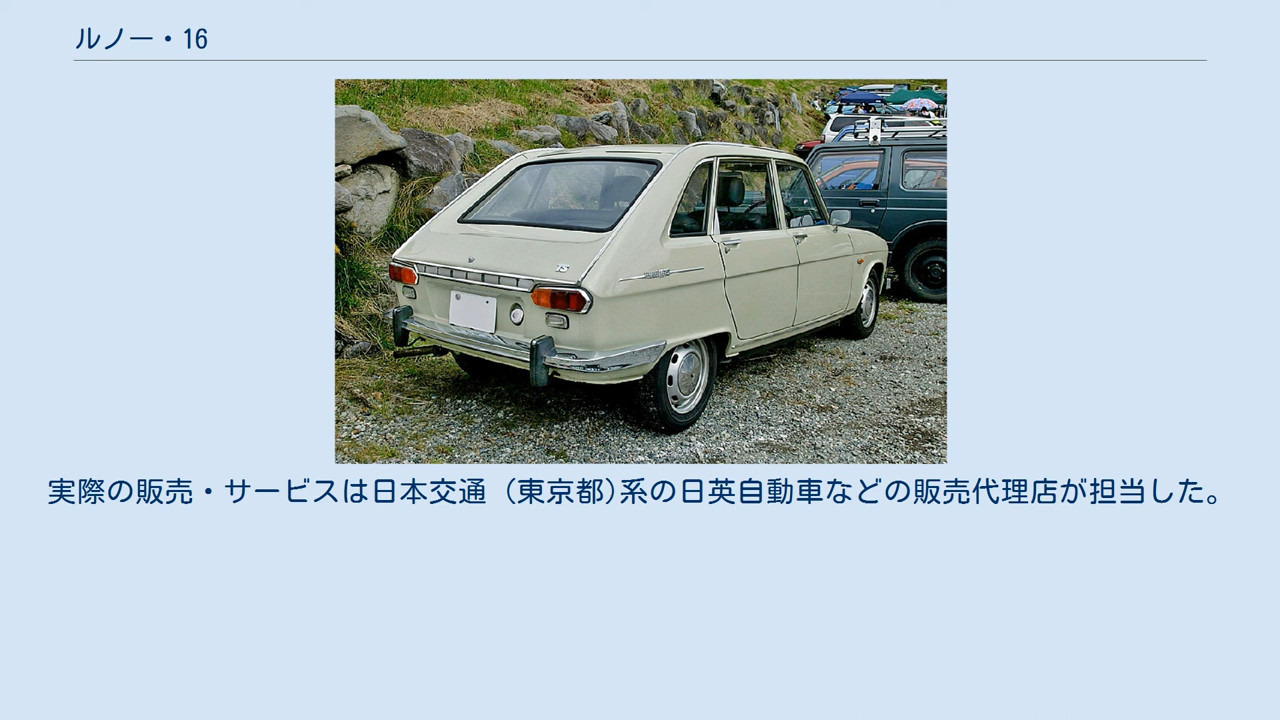 ルノー・16
TS
実際の販売・サービスは日本交通（東京都)系の日英自動車などの販売代理店が担当した。